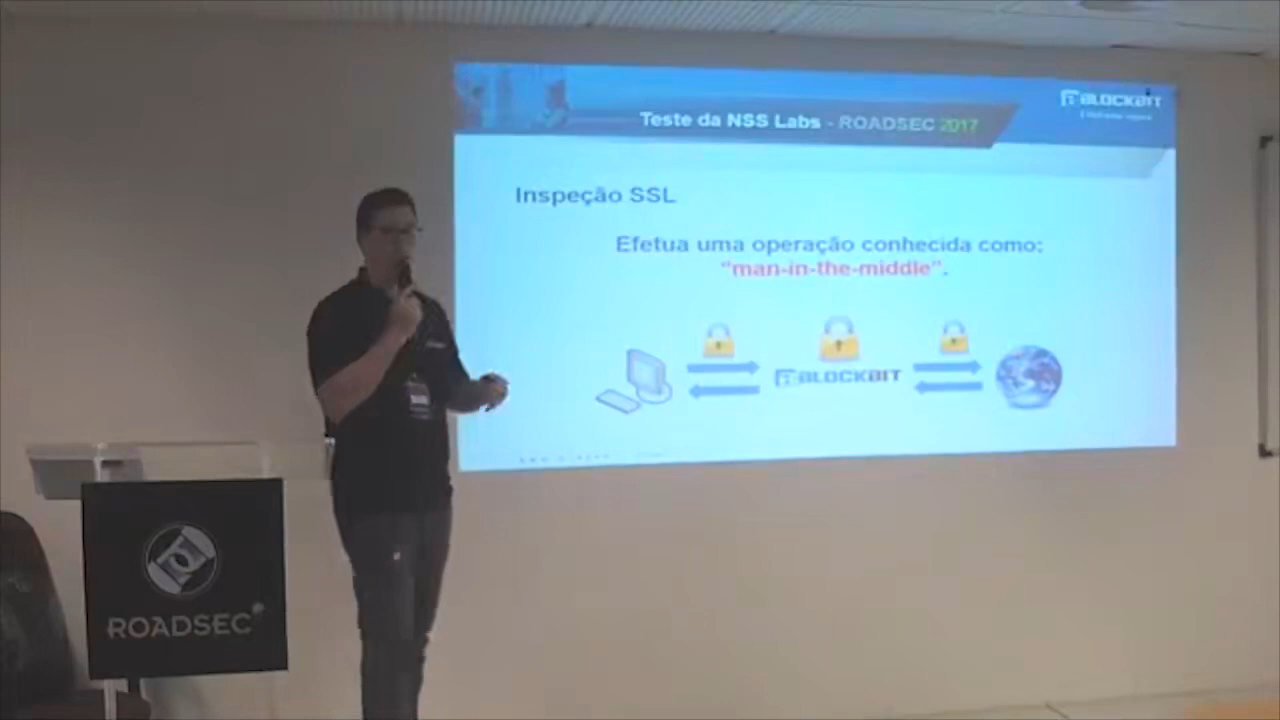 Teste da NSS Labs - ROADSEC 2017
BLOCKBIT
Inspeção SSL
Efetua uma operação conhecida como:
"man-in-the-middle".
BLOCKBIT
ROADSEC